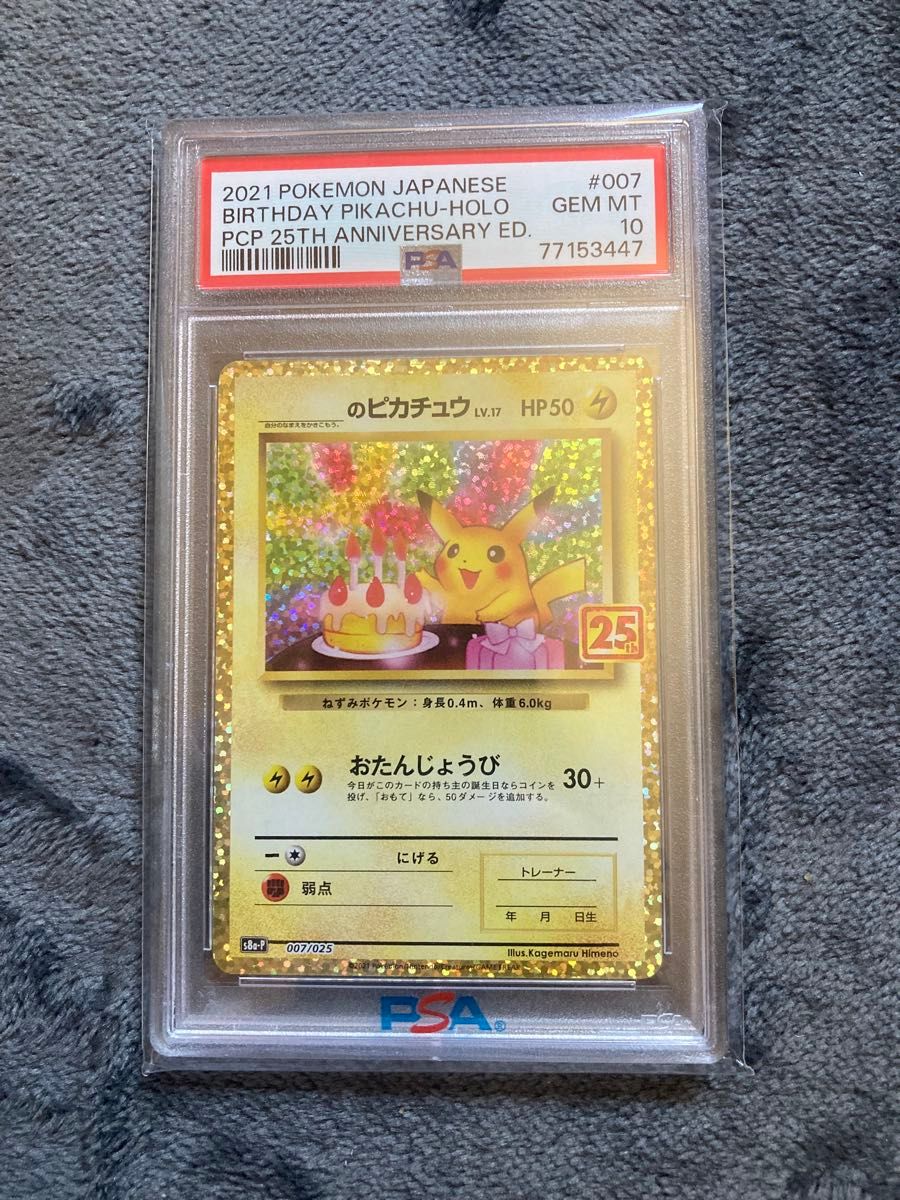 2021 POKEMON JAPANESE #007
BIRTHDAY PIKACHU-HOLO GEM MT
PCP 25TH ANNIVERSARY ED. 10
PSA 77153447
のピカチュウ LV.17 HP50
自分のなまえをかきこもう。
25th
ねずみポケモン：身長0.4m、体重6.0kg
おたんじょうび 30+
今日がこのカードの持ち主の誕生日ならコインを
投げ、「おもて」なら、50ダメージを追加する。
にげる
弱点
トレーナー
年 月 日生
s8a-P 007/025
Illus.Kagemaru Himeno
©2021 Pokémon/Nintendo/Creatures/GAME FREAK
PSA®